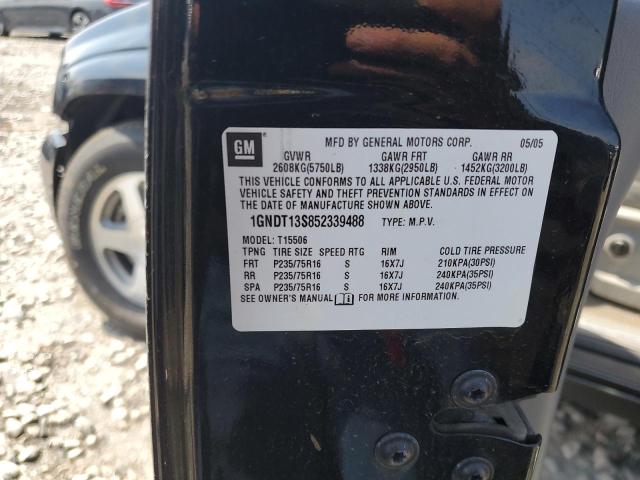 GM
MFD BY GENERAL MOTORS CORP. 05/05
GVWR GAWR FRT GAWR RR
2608KG(5750LB) 1338KG(2950LB) 1452KG(3200LB)
THIS VEHICLE CONFORMS TO ALL APPLICABLE U.S. FEDERAL MOTOR
VEHICLE SAFETY AND THEFT PREVENTION STANDARDS IN EFFECT ON
THE DATE OF MANUFACTURE SHOWN ABOVE.
1GNDT13S852339488 TYPE: M.P.V.
MODEL: T15506
TPNG TIRE SIZE SPEED RTG RIM COLD TIRE PRESSURE
FRT P235/75R16 S 16X7J 210KPA(30PSI)
RR P235/75R16 S 16X7J 240KPA(35PSI)
SPA P235/75R16 S 16X7J 240KPA(35PSI)
SEE OWNER'S MANUAL FOR MORE INFORMATION.